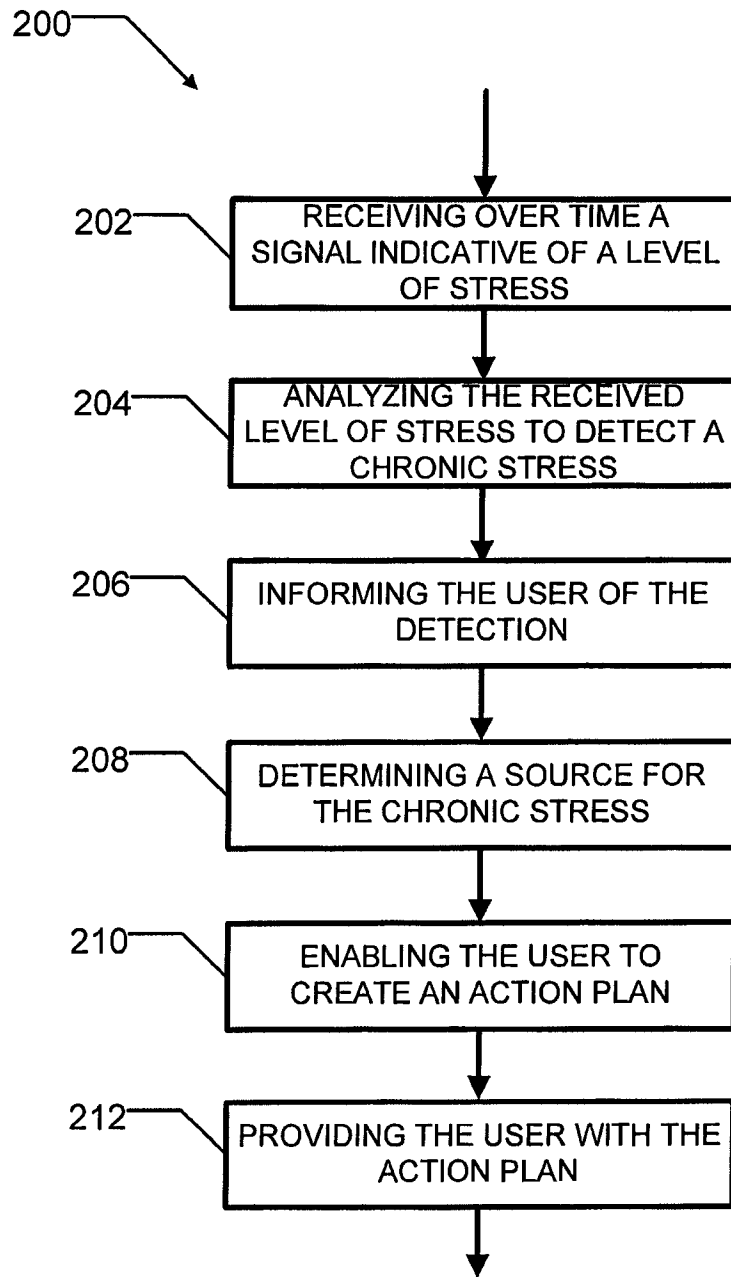 200
202
RECEIVING OVER TIME A
SIGNAL INDICATIVE OF A LEVEL
OF STRESS
204
ANALYZING THE RECEIVED
LEVEL OF STRESS TO DETECT A
CHRONIC STRESS
206
INFORMING THE USER OF THE
DETECTION
208
DETERMINING A SOURCE FOR
THE CHRONIC STRESS
210
ENABLING THE USER TO
CREATE AN ACTION PLAN
212
PROVIDING THE USER WITH THE
ACTION PLAN